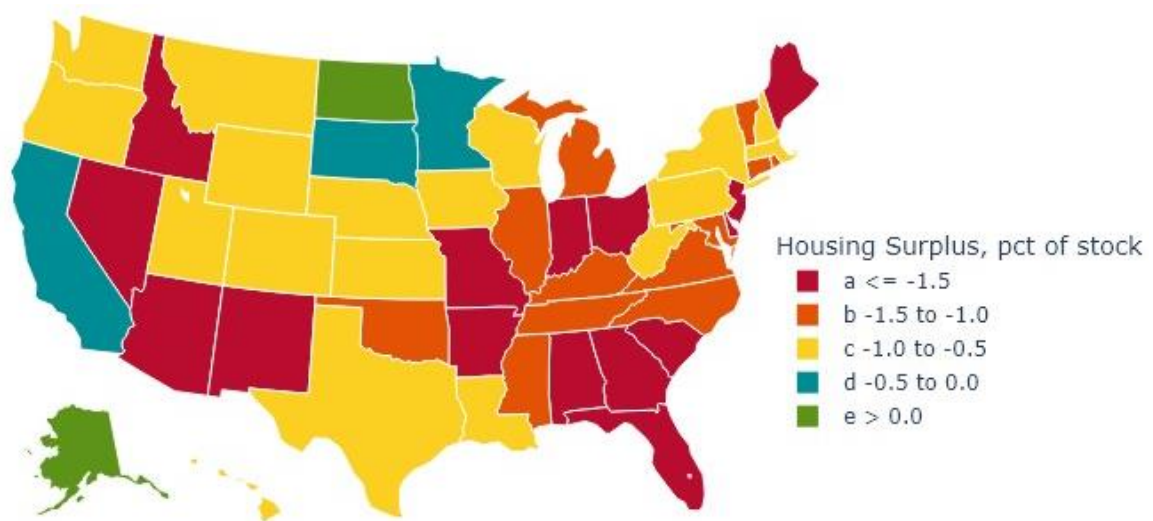 Housing Surplus, pct of stock
a <= -1.5
b -1.5 to -1.0
c -1.0 to -0.5
d -0.5 to 0.0
e > 0.0